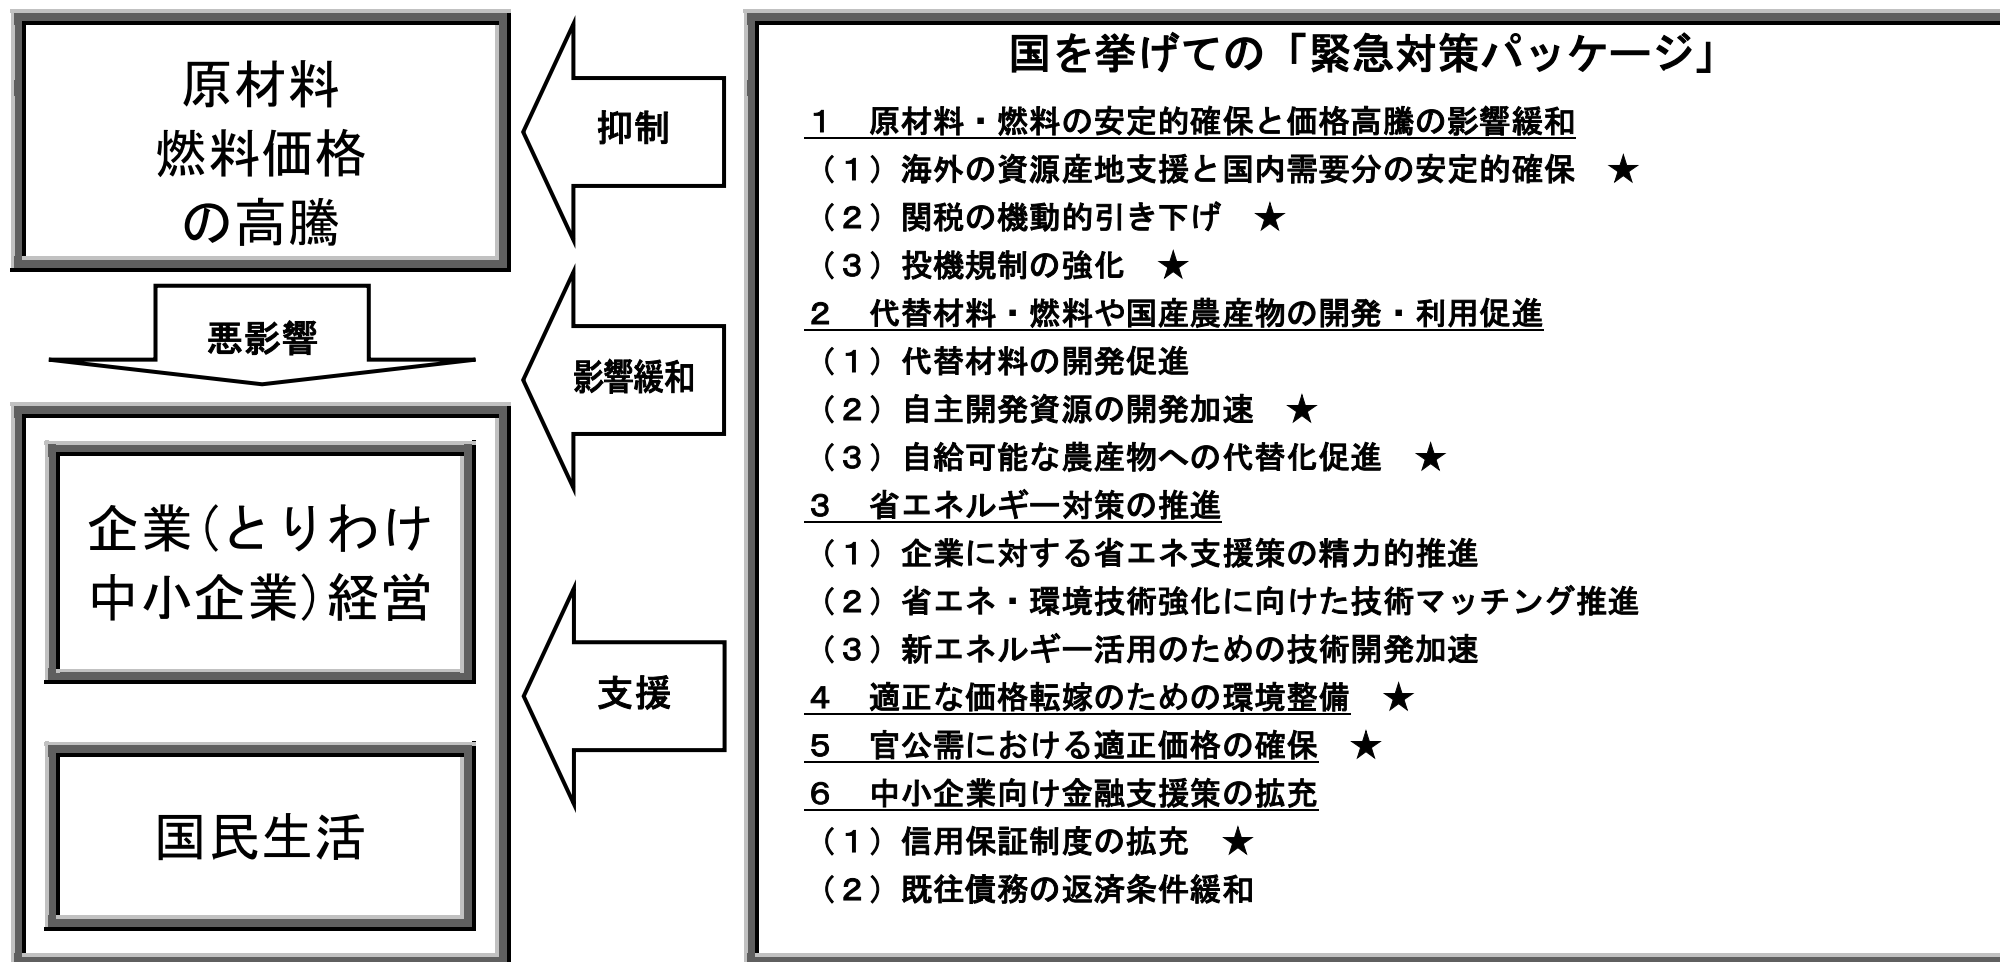 原材料
燃料価格
の高騰
悪影響
企業（とりわけ
中小企業）経営
国民生活
抑制
影響緩和
支援
国を挙げての「緊急対策パッケージ」
１　原材料・燃料の安定的確保と価格高騰の影響緩和
（１）海外の資源産地支援と国内需要分の安定的確保　★
（２）関税の機動的引き下げ　★
（３）投機規制の強化　★
２　代替材料・燃料や国産農産物の開発・利用促進
（１）代替材料の開発促進
（２）自主開発資源の開発加速　★
（３）自給可能な農産物への代替化促進　★
３　省エネルギー対策の推進
（１）企業に対する省エネ支援策の精力的推進
（２）省エネ・環境技術強化に向けた技術マッチング推進
（３）新エネルギー活用のための技術開発加速
４　適正な価格転嫁のための環境整備　★
５　官公需における適正価格の確保　★
６　中小企業向け金融支援策の拡充
（１）信用保証制度の拡充　★
（２）既往債務の返済条件緩和